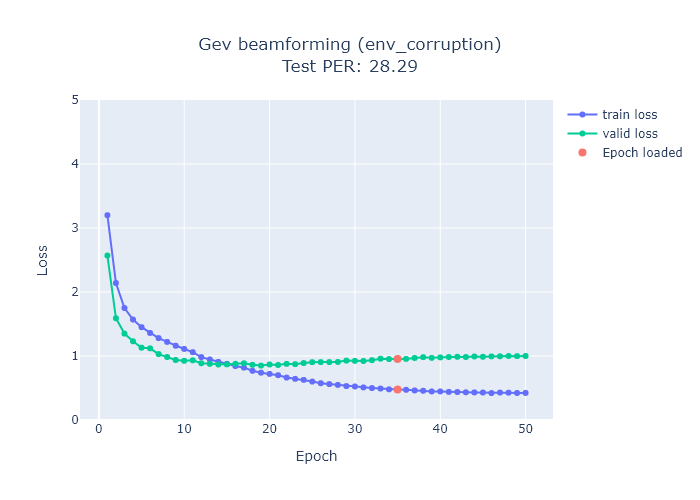 Gev beamforming (env_corruption)
Test PER: 28.29
5
4
3
2
1
0
Loss
0 10 20 30 40 50
Epoch
train loss
valid loss
Epoch loaded